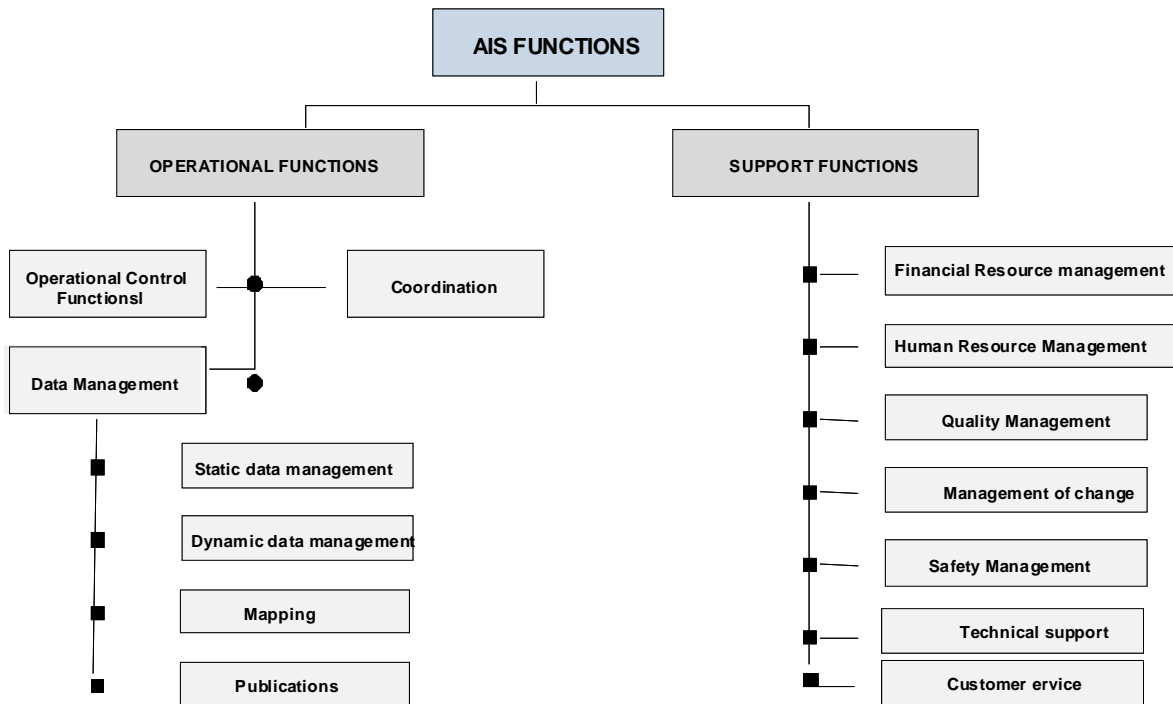 AIS FUNCTIONS
OPERATIONAL FUNCTIONS
SUPPORT FUNCTIONS
Operational Control
Functionsl
Coordination
Data Management
Static data management
Dynamic data management
Mapping
Publications
Financial Resource management
Human Resource Management
Quality Management
Management of change
Safety Management
Technical support
Customer ervice